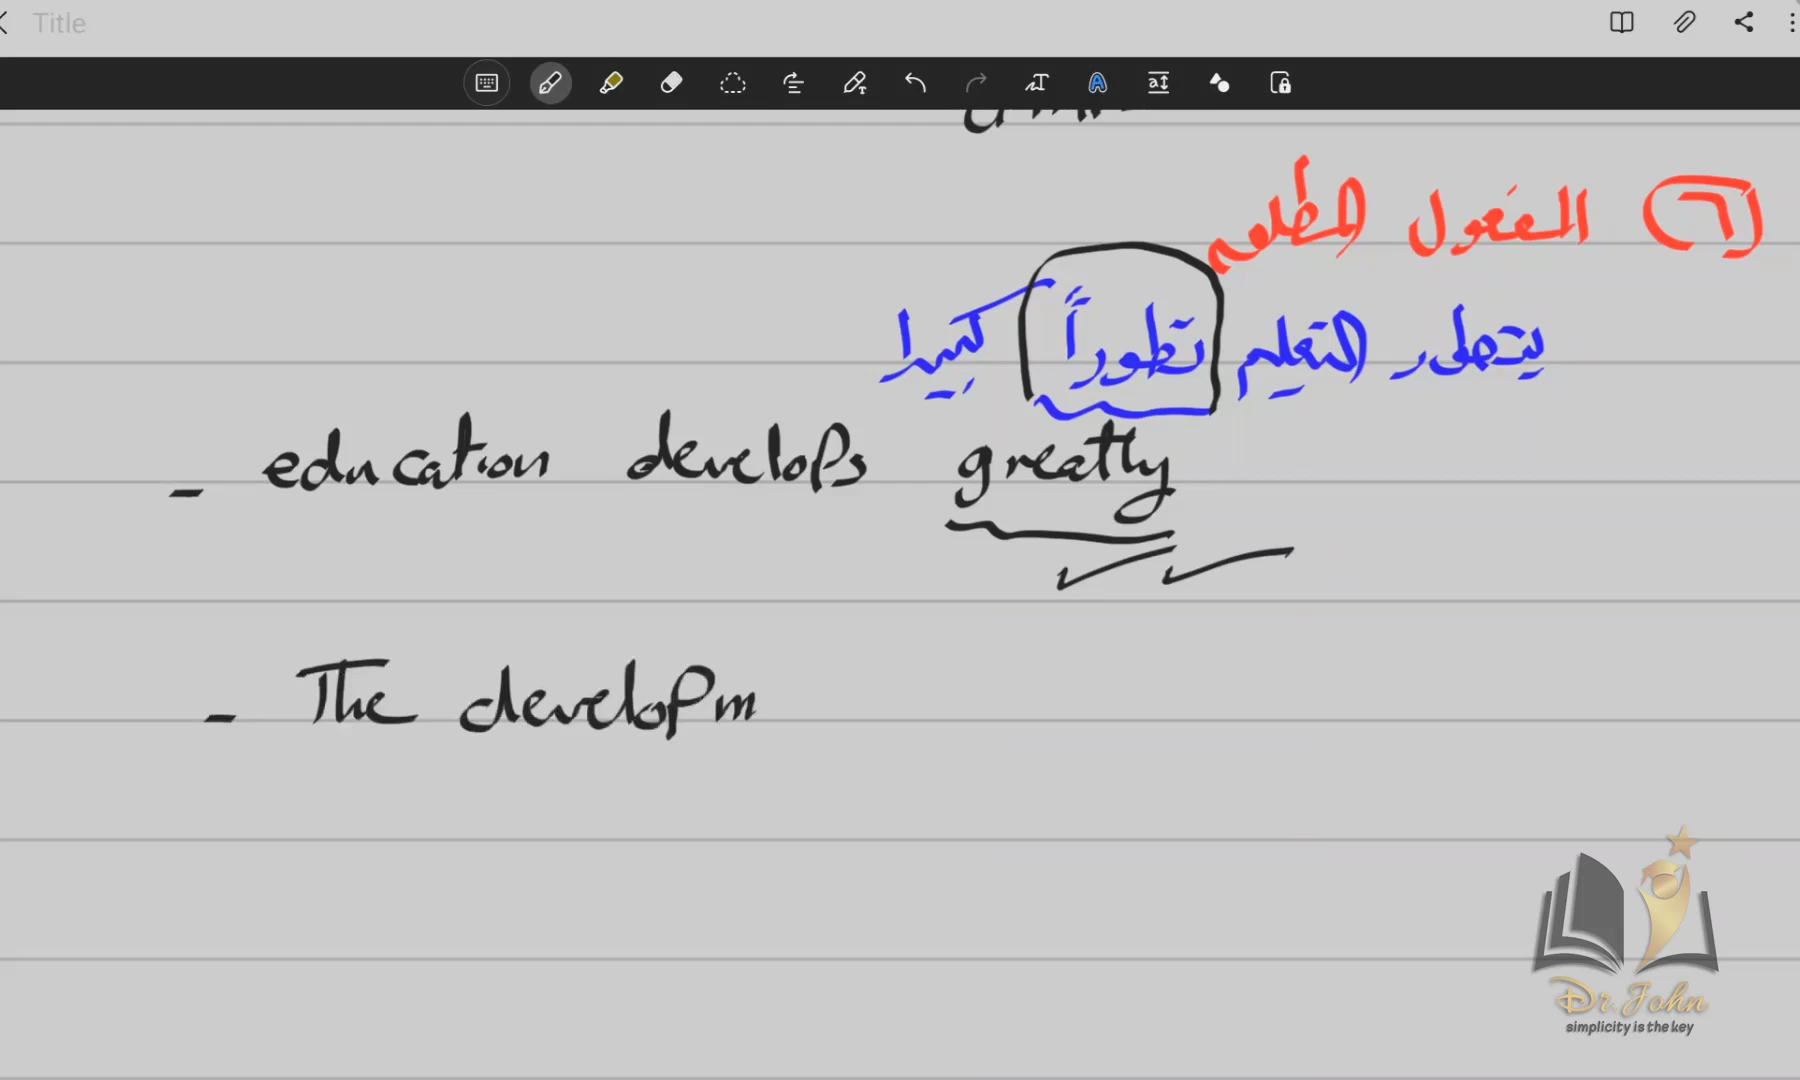 Title
٦ المفعول المطلق
يتطور التعليم تطوراً كبيرا
- education develops greatly
- The developm
Dr. John
simplicity is the key